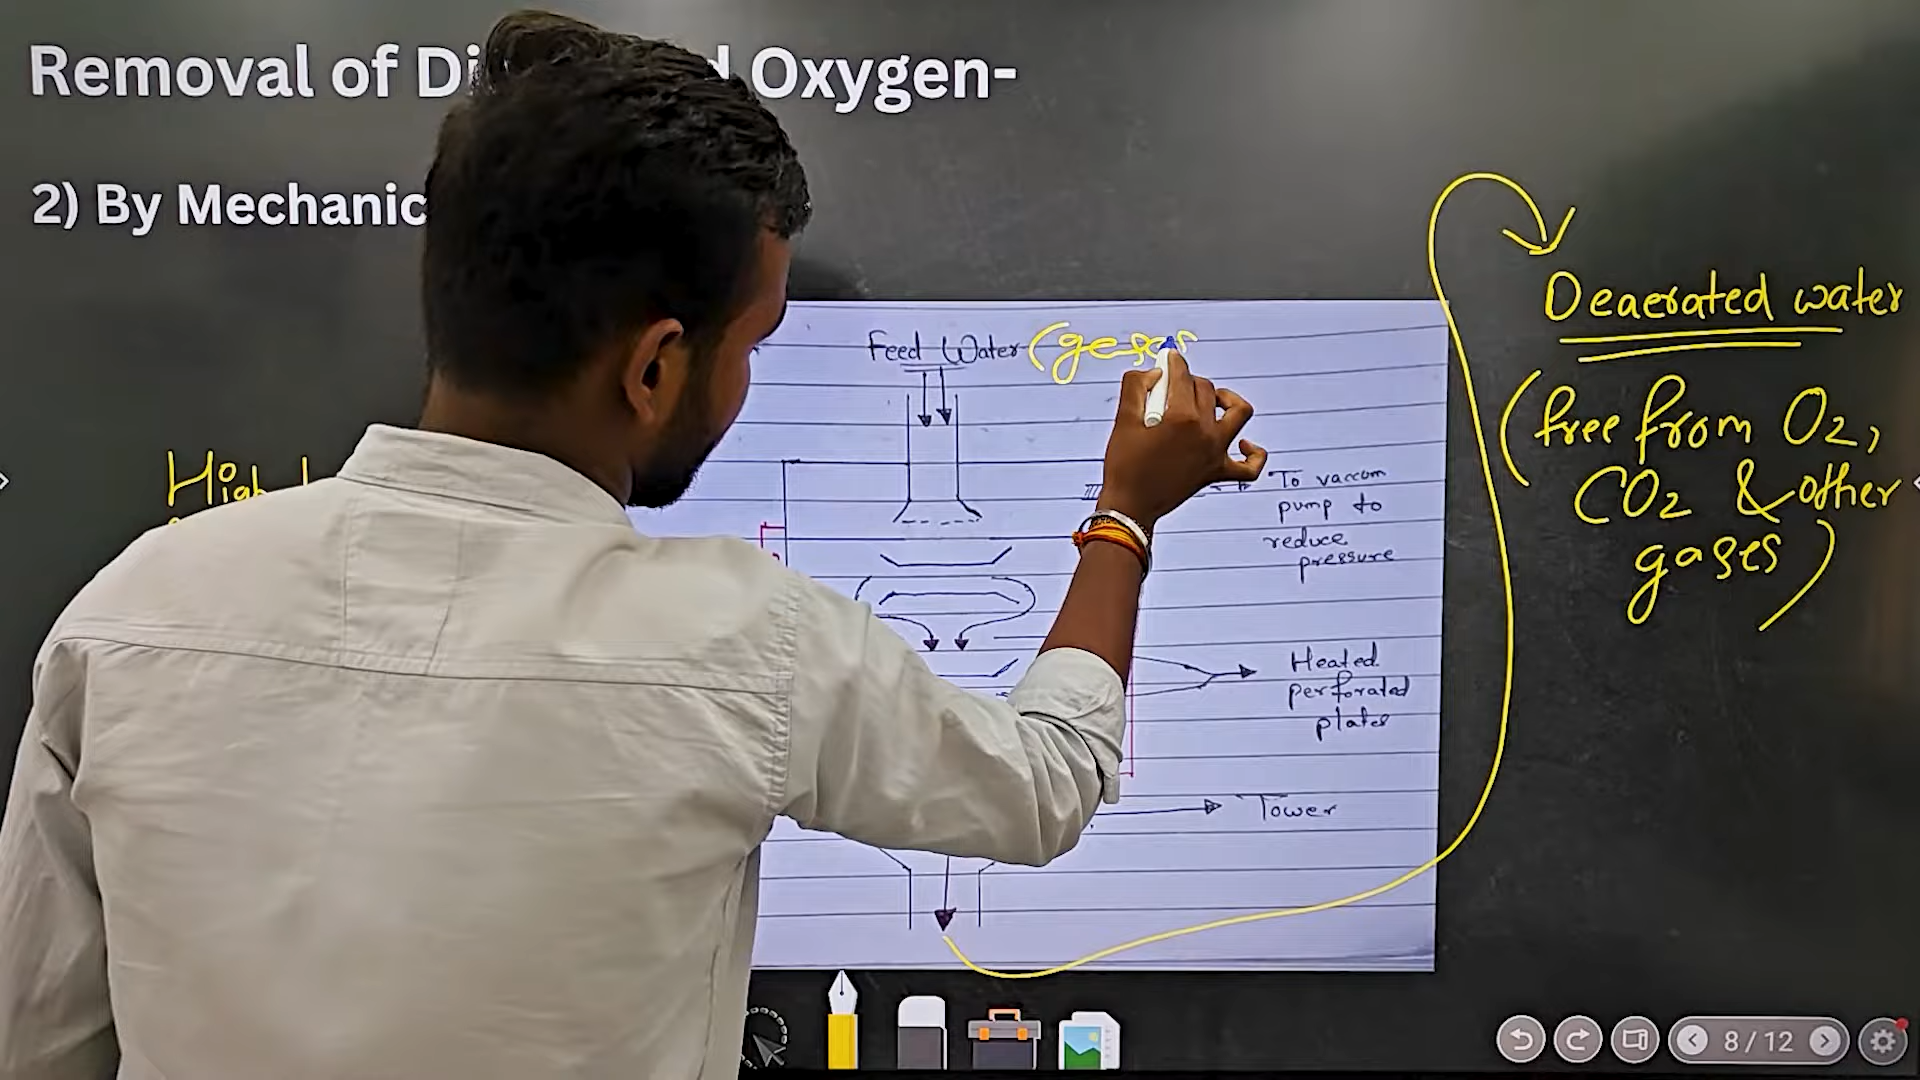 Removal of Di d Oxygen-
2) By Mechanic
High
Feed Water (gases
To vaccum
pump to
reduce
pressure
Heated
perforated
plates
Tower
Deaerated water
(free from O2,
CO2 & other
gases)
8/12